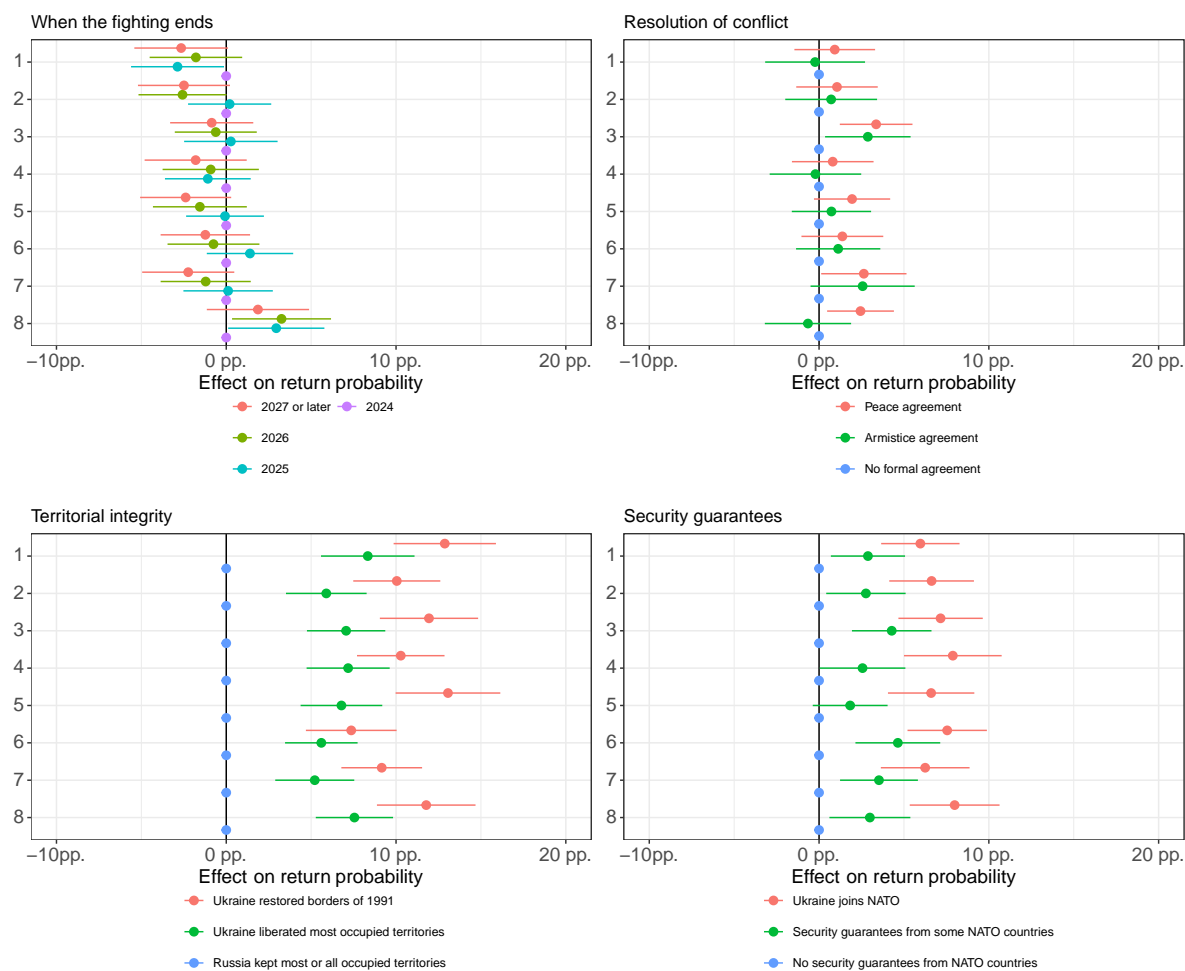 When the fighting ends
1
2
3
4
5
6
7
8
−10pp.
0 pp.
10 pp.
20 pp.
Effect on return probability
2027 or later
2024
2026
2025
Resolution of conflict
1
2
3
4
5
6
7
8
−10pp.
0 pp.
10 pp.
20 pp.
Effect on return probability
Peace agreement
Armistice agreement
No formal agreement
Territorial integrity
1
2
3
4
5
6
7
8
−10pp.
0 pp.
10 pp.
20 pp.
Effect on return probability
Ukraine restored borders of 1991
Ukraine liberated most occupied territories
Russia kept most or all occupied territories
Security guarantees
1
2
3
4
5
6
7
8
−10pp.
0 pp.
10 pp.
20 pp.
Effect on return probability
Ukraine joins NATO
Security guarantees from some NATO countries
No security guarantees from NATO countries